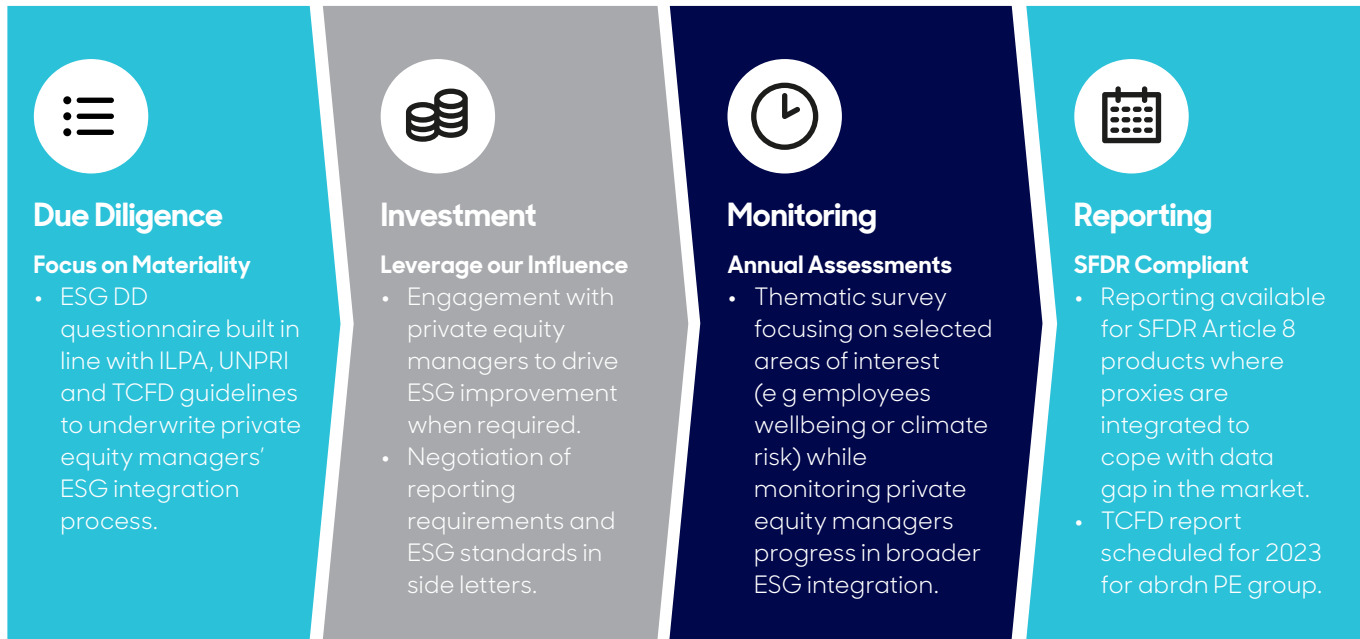 Due Diligence
Focus on Materiality
• ESG DD
questionnaire built in
line with ILPA, UNPRI
and TCFD guidelines
to underwrite private
equity managers’
ESG integration
process.
Investment
Leverage our Influence
• Engagement with
private equity
managers to drive
ESG improvement
when required.
• Negotiation of
reporting
requirements and
ESG standards in
side letters.
Monitoring
Annual Assessments
• Thematic survey
focusing on selected
areas of interest
(e g employees
wellbeing or climate
risk) while
monitoring private
equity managers
progress in broader
ESG integration.
Reporting
SFDR Compliant
• Reporting available
for SFDR Article 8
products where
proxies are
integrated to
cope with data
gap in the market.
• TCFD report
scheduled for 2023
for abrdn PE group.